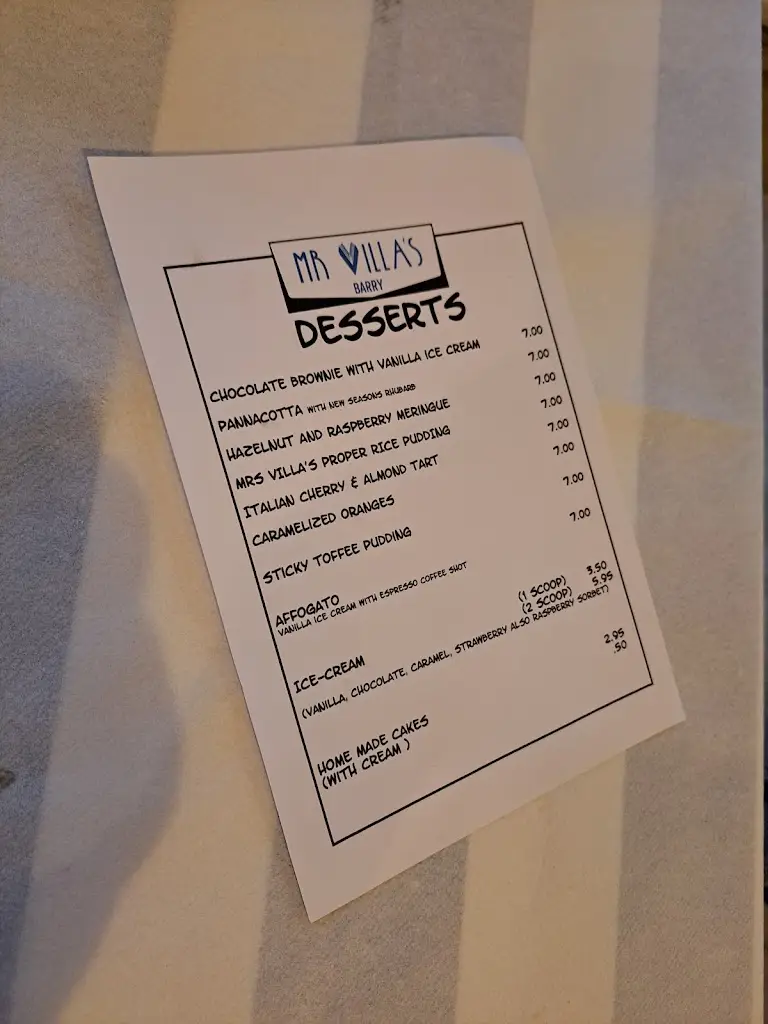 MR VILLA'S
BARRY
DESSERTS
CHOCOLATE BROWNIE WITH VANILLA ICE CREAM 7.00
PANNACOTTA WITH NEW SEASONS RHUBARB 7.00
HAZELNUT AND RASPBERRY MERINGUE 7.00
MRS VILLA'S PROPER RICE PUDDING 7.00
ITALIAN CHERRY & ALMOND TART 7.00
CARAMELIZED ORANGES 7.00
STICKY TOFFEE PUDDING 7.00
AFFOGATO 7.00
VANILLA ICE CREAM WITH ESPRESSO COFFEE SHOT
ICE-CREAM (1 SCOOP) 3.50
(2 SCOOP) 5.95
(VANILLA, CHOCOLATE, CARAMEL, STRAWBERRY ALSO RASPBERRY SORBET)
HOME MADE CAKES 2.95
(WITH CREAM ) .50